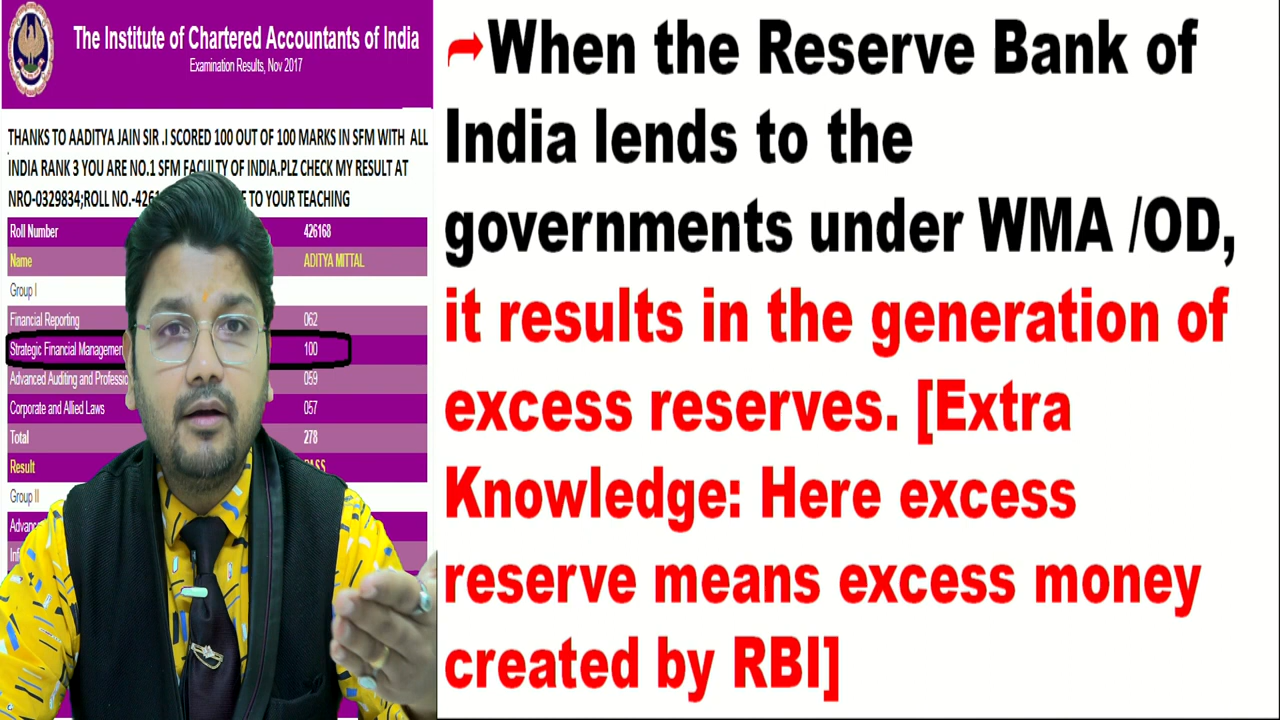 The Institute of Chartered Accountants of India
Examination Results, Nov 2017
THANKS TO AADITYA JAIN SIR .I SCORED 100 OUT OF 100 MARKS IN SFM WITH ALL
INDIA RANK 3 YOU ARE NO.1 SFM FACULTY OF INDIA.PLZ CHECK MY RESULT AT
NRO-0329834;ROLL NO.-4261 TO YOUR TEACHING
Roll Number 426168
Name ADITYA MITTAL
Group I
Financial Reporting 062
Strategic Financial 100
Advanced Auditing and 059
Corporate and Allied Laws 057
Total 278
Result
Group II
➦When the Reserve Bank of
India lends to the
governments under WMA /OD,
it results in the generation of
excess reserves. [Extra
Knowledge: Here excess
reserve means excess money
created by RBI]